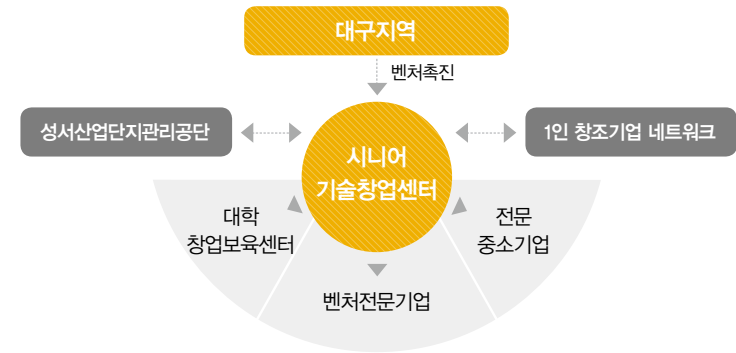 대구지역
벤처촉진
성서산업단지관리공단
시니어
기술창업센터
1인 창조기업 네트워크
대학
창업보육센터
전문
중소기업
벤처전문기업